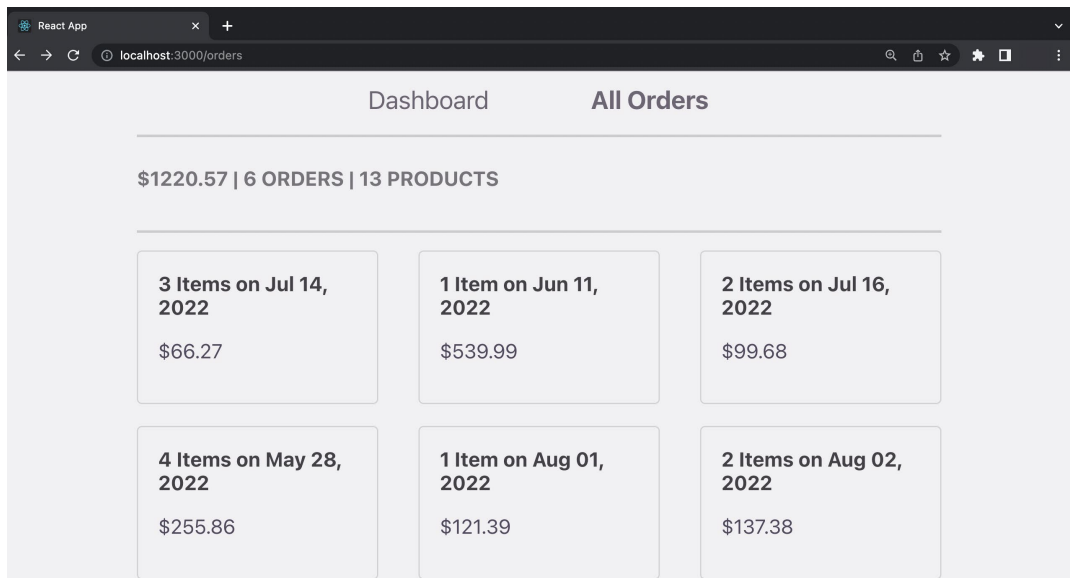 React App
localhost:3000/orders
Dashboard
All Orders
$1220.57 | 6 ORDERS | 13 PRODUCTS
3 Items on Jul 14,
2022
$66.27
1 Item on Jun 11,
2022
$539.99
2 Items on Jul 16,
2022
$99.68
4 Items on May 28,
2022
$255.86
1 Item on Aug 01,
2022
$121.39
2 Items on Aug 02,
2022
$137.38